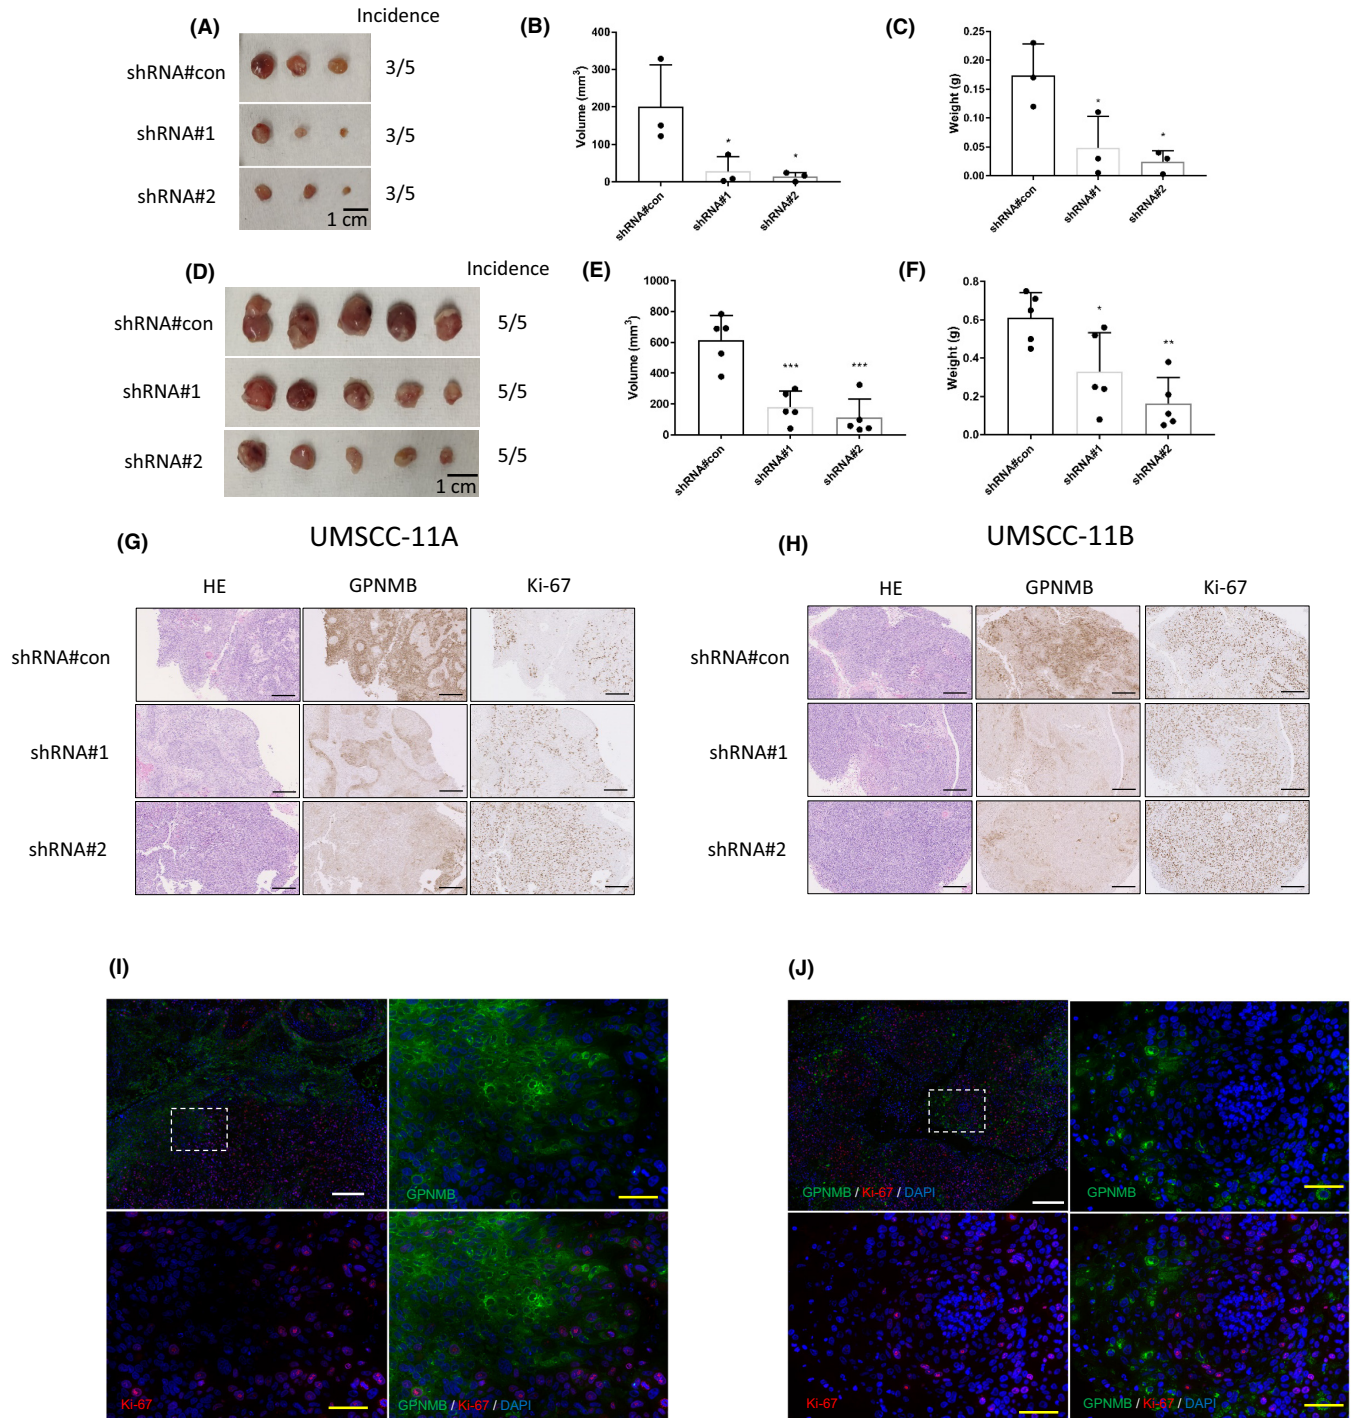 (A)
Incidence
shRNA#con
3/5
shRNA#1
3/5
shRNA#2
3/5
1 cm
(B)
Volume (mm³)
400
300
200
100
0
*
*
shRNA#con
shRNA#1
shRNA#2
(C)
Weight (g)
0.25
0.20
0.15
0.10
0.05
0.00
*
*
shRNA#con
shRNA#1
shRNA#2
(D)
Incidence
shRNA#con
5/5
shRNA#1
5/5
shRNA#2
5/5
1 cm
(E)
Volume (mm³)
1000
800
600
400
200
0
***
***
shRNA#con
shRNA#1
shRNA#2
(F)
Weight (g)
0.8
0.6
0.4
0.2
0.0
*
**
shRNA#con
shRNA#1
shRNA#2
(G)
UMSCC-11A
HE
GPNMB
Ki-67
shRNA#con
shRNA#1
shRNA#2
(H)
UMSCC-11B
HE
GPNMB
Ki-67
shRNA#con
shRNA#1
shRNA#2
(I)
GPNMB
Ki-67
GPNMB / Ki-67 / DAPI
(J)
GPNMB / Ki-67 / DAPI
GPNMB
Ki-67
GPNMB / Ki-67 / DAPI